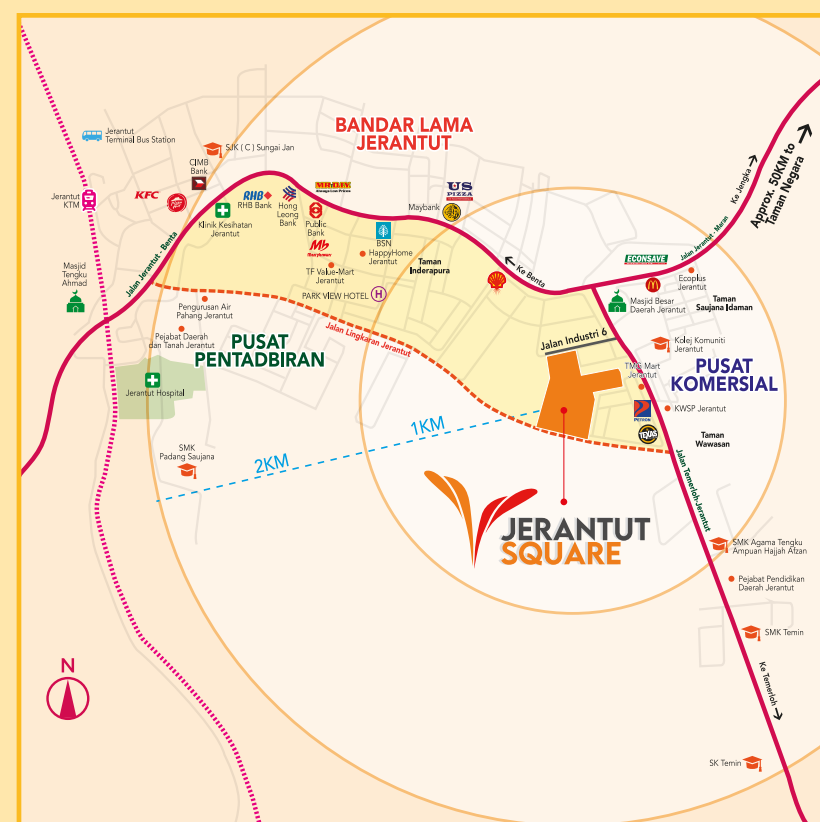 BANDAR LAMA
JERANTUT
Jerantut
Terminal Bus Station
SJK ( C ) Sungai Jan
CIMB
Bank
Jerantut
KTM
KFC
RHB
RHB Bank
Hong
Leong
Bank
MR.D.I.Y.
Public
Bank
Klinik Kesihatan
Jerantut
Marrybrown
TF Value-Mart
Jerantut
BSN
HappyHome
Jerantut
Maybank
US
PIZZA
Taman
Inderapura
PARK VIEW HOTEL
H
Masjid
Tengku
Ahmad
Jalan Jerantut - Benta
Pengurusan Air
Pahang Jerantut
Pejabat Daerah
dan Tanah Jerantut
PUSAT
PENTADBIRAN
Jalan Lingkaran Jerantut
Jerantut Hospital
SMK
Padang Saujana
Ke Benta
Ke Jengka
Approx. 50KM to
Taman Negara
Jalan Jerantut - Maran
ECONSAVE
Ecoplus
Jerantut
Masjid Besar
Daerah Jerantut
Taman
Saujana Idaman
Jalan Industri 6
Kolej Komuniti
Jerantut
TMG Mart
Jerantut
PUSAT
KOMERSIAL
PETRON
KWSP Jerantut
TEXAS
Taman
Wawasan
1KM
2KM
JERANTUT
SQUARE
Jalan Temerloh-Jerantut
SMK Agama Tengku
Ampuan Hajjah Afzan
Pejabat Pendidikan
Daerah Jerantut
SMK Temin
Ke Temerloh
SK Temin
N